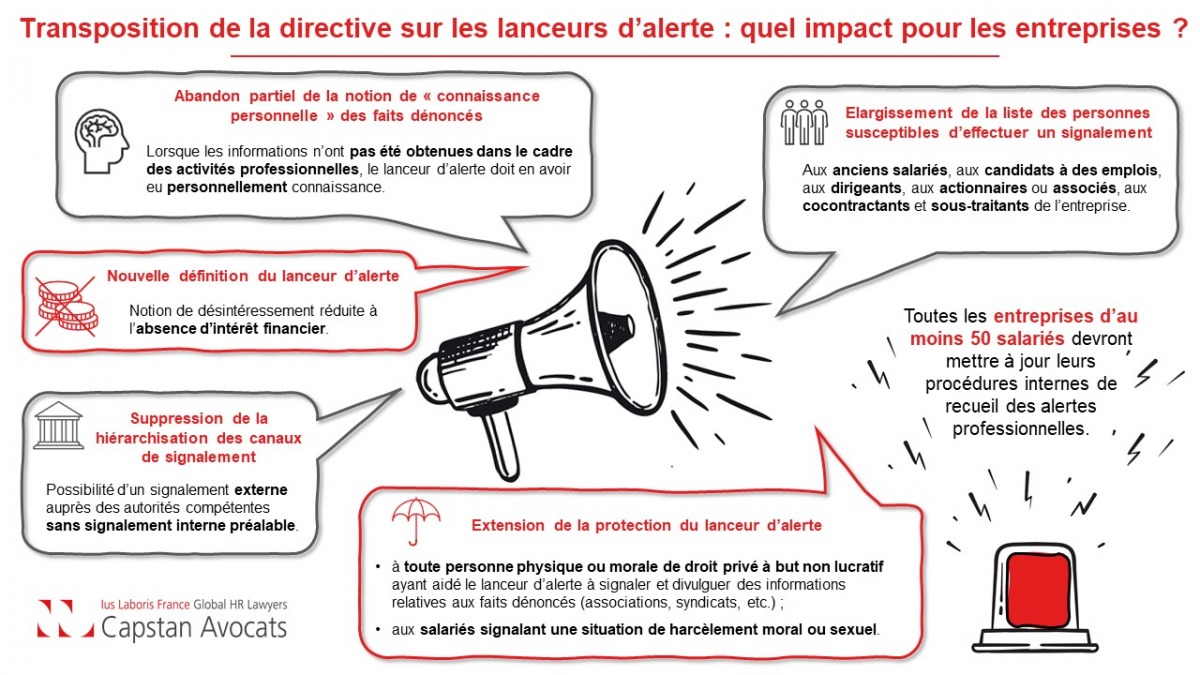 Transposition de la directive sur les lanceurs d’alerte : quel impact pour les entreprises ?
Abandon partiel de la notion de « connaissance
personnelle » des faits dénoncés
Lorsque les informations n’ont pas été obtenues dans le cadre
des activités professionnelles, le lanceur d’alerte doit en avoir
eu personnellement connaissance.
Elargissement de la liste des personnes
susceptibles d’effectuer un signalement
Aux anciens salariés, aux candidats à des emplois,
aux dirigeants, aux actionnaires ou associés, aux
cocontractants et sous-traitants de l’entreprise.
Nouvelle définition du lanceur d’alerte
Notion de désintéressement réduite à
l’absence d’intérêt financier.
Toutes les entreprises d’au
moins 50 salariés devront
mettre à jour leurs
procédures internes de
recueil des alertes
professionnelles.
Suppression de la
hiérarchisation des canaux
de signalement
Possibilité d’un signalement externe
auprès des autorités compétentes
sans signalement interne préalable.
Extension de la protection du lanceur d’alerte
• à toute personne physique ou morale de droit privé à but non lucratif
ayant aidé le lanceur d’alerte à signaler et divulguer des informations
relatives aux faits dénoncés (associations, syndicats, etc.) ;
• aux salariés signalant une situation de harcèlement moral ou sexuel.
Ius Laboris France Global HR Lawyers
Capstan Avocats